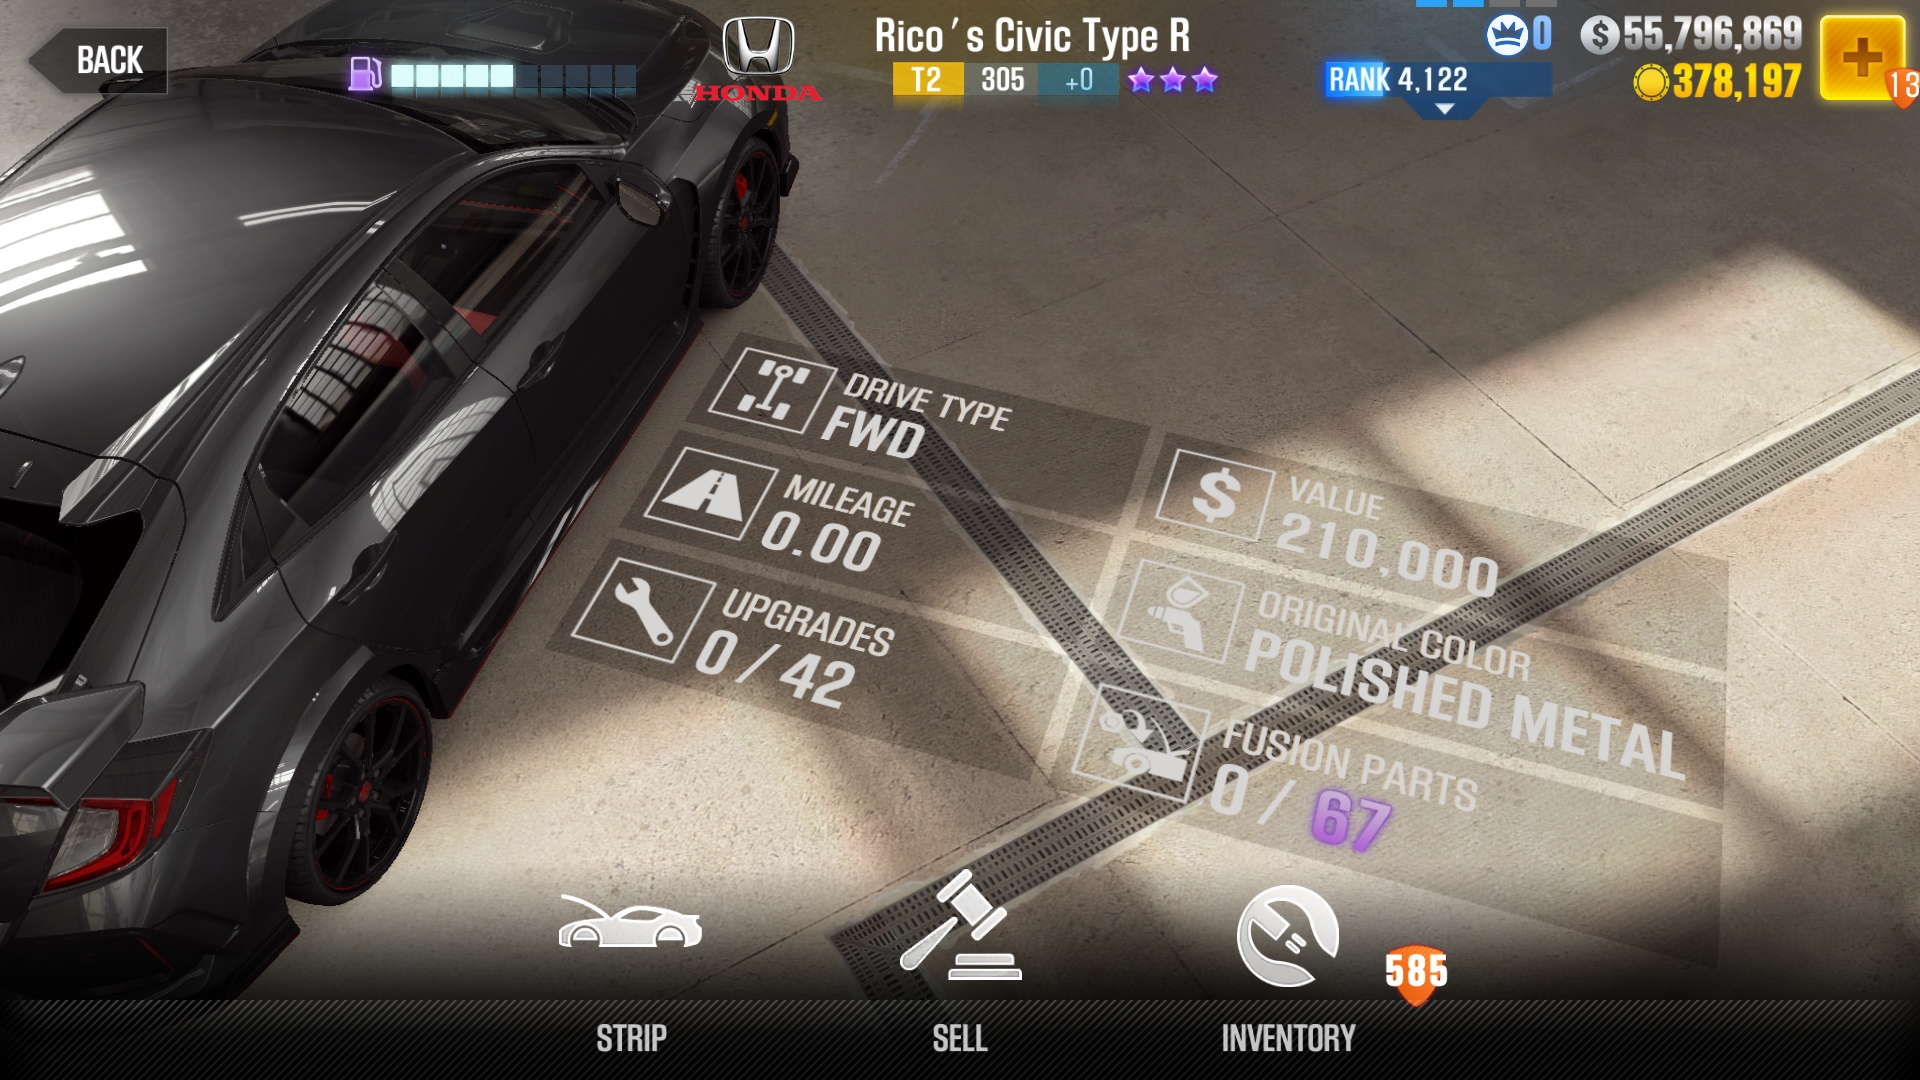 BACK
HONDA
Rico's Civic Type R
T2 305 +0
RANK 4,122
0
55,796,869
378,197
13
DRIVE TYPE
FWD
MILEAGE
0.00
UPGRADES
0/42
VALUE
210,000
ORIGINAL COLOR
POLISHED METAL
FUSION PARTS
0/67
STRIP
SELL
INVENTORY
585